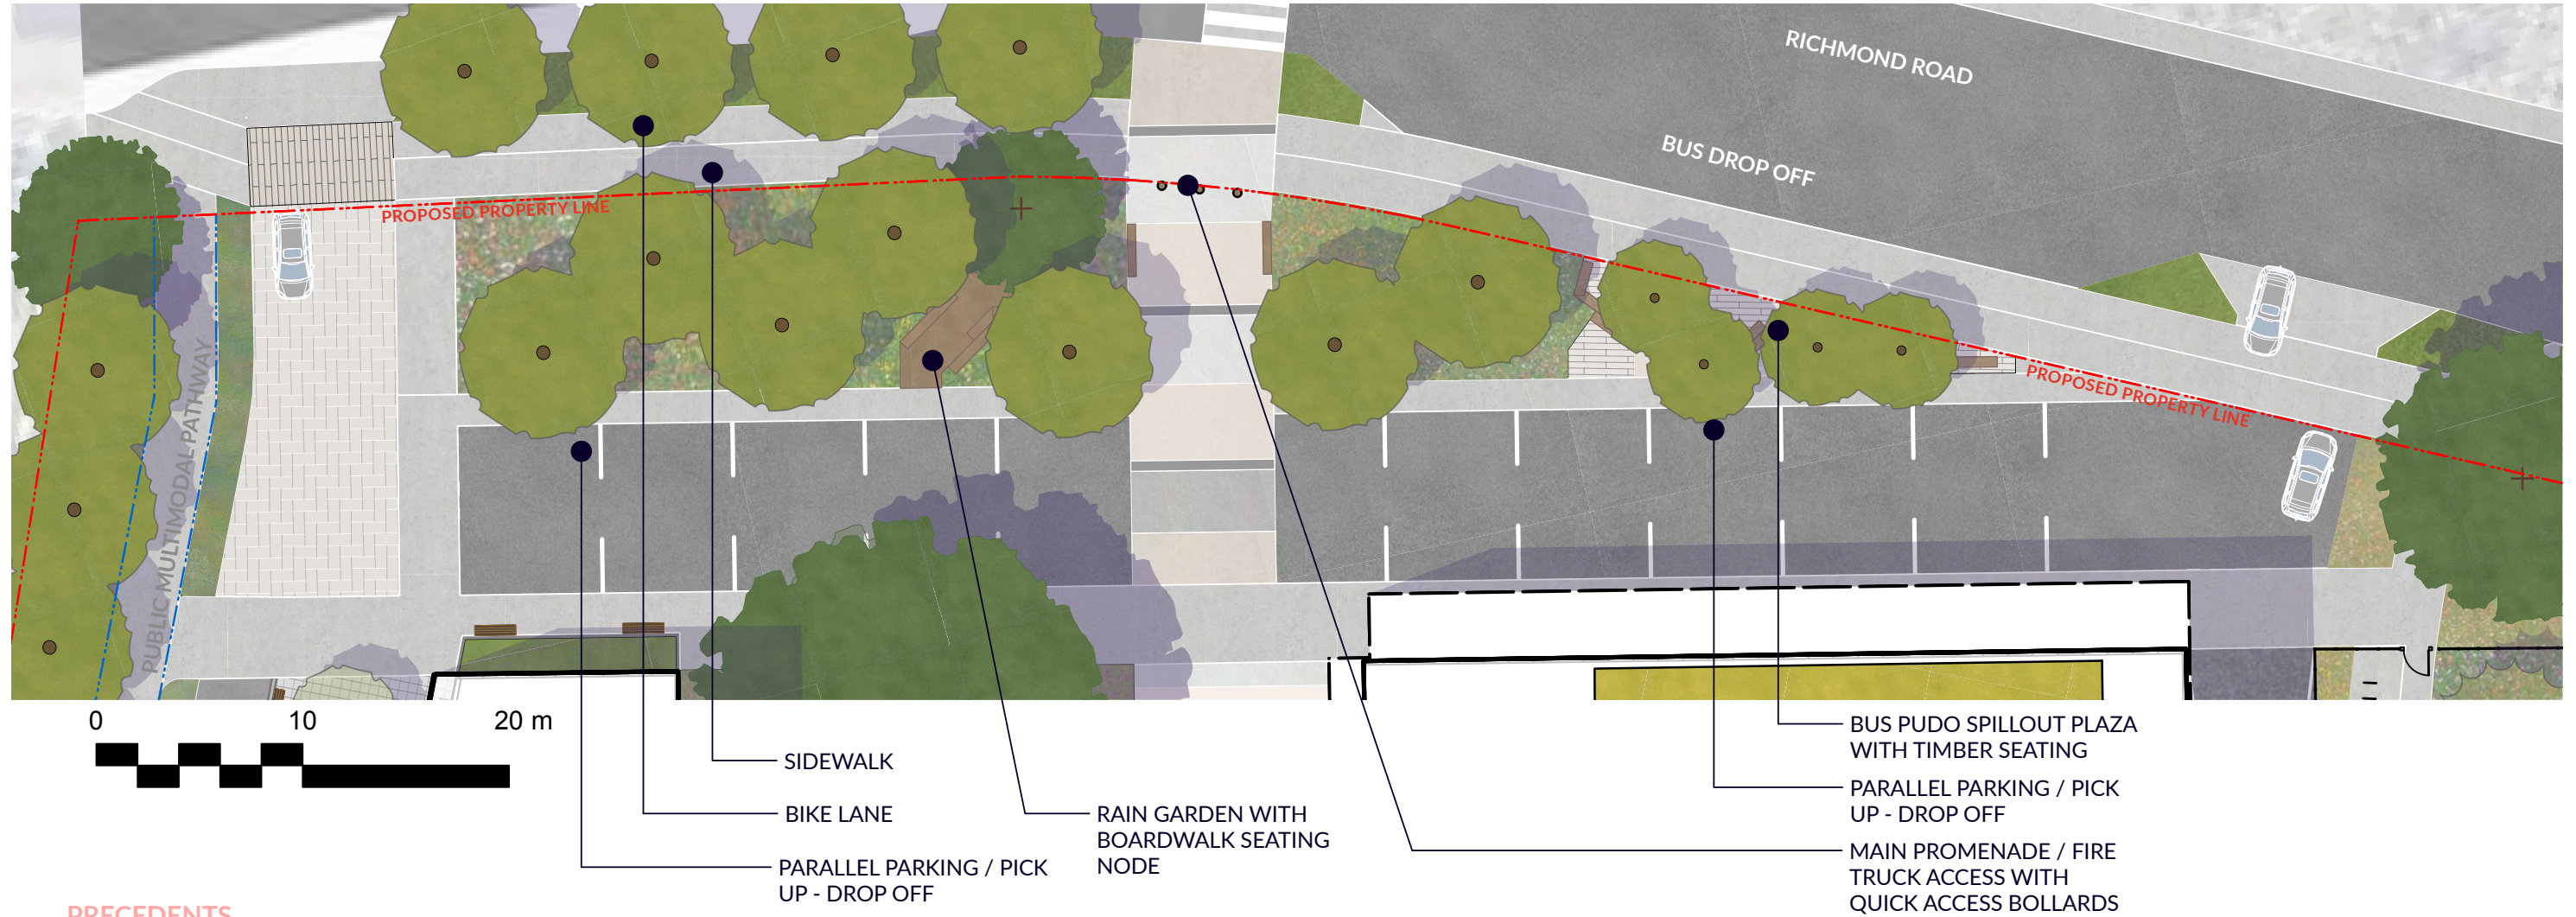 RICHMOND ROAD
BUS DROP OFF
PROPOSED PROPERTY LINE
PUBLIC MULTIMODAL PATHWAY
PROPOSED PROPERTY LINE
0 10 20 m
SIDEWALK
BIKE LANE
PARALLEL PARKING / PICK
UP - DROP OFF
RAIN GARDEN WITH
BOARDWALK SEATING
NODE
BUS PUDO SPILLOUT PLAZA
WITH TIMBER SEATING
PARALLEL PARKING / PICK
UP - DROP OFF
MAIN PROMENADE / FIRE
TRUCK ACCESS WITH
QUICK ACCESS BOLLARDS
PRECEDENTS